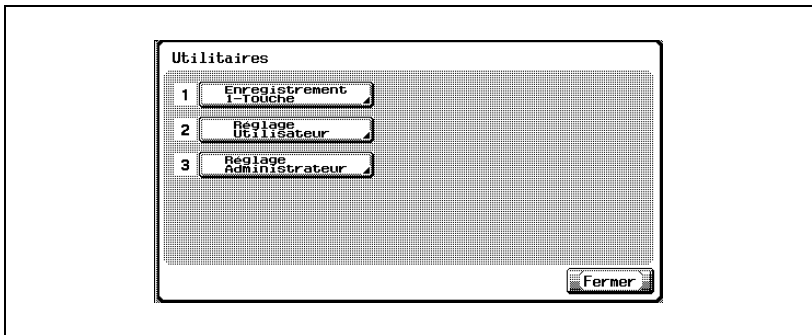 Utilitaires
1 Enregistrement
1-Touche
2 Réglage
Utilisateur
3 Réglage
Administrateur
Fermer